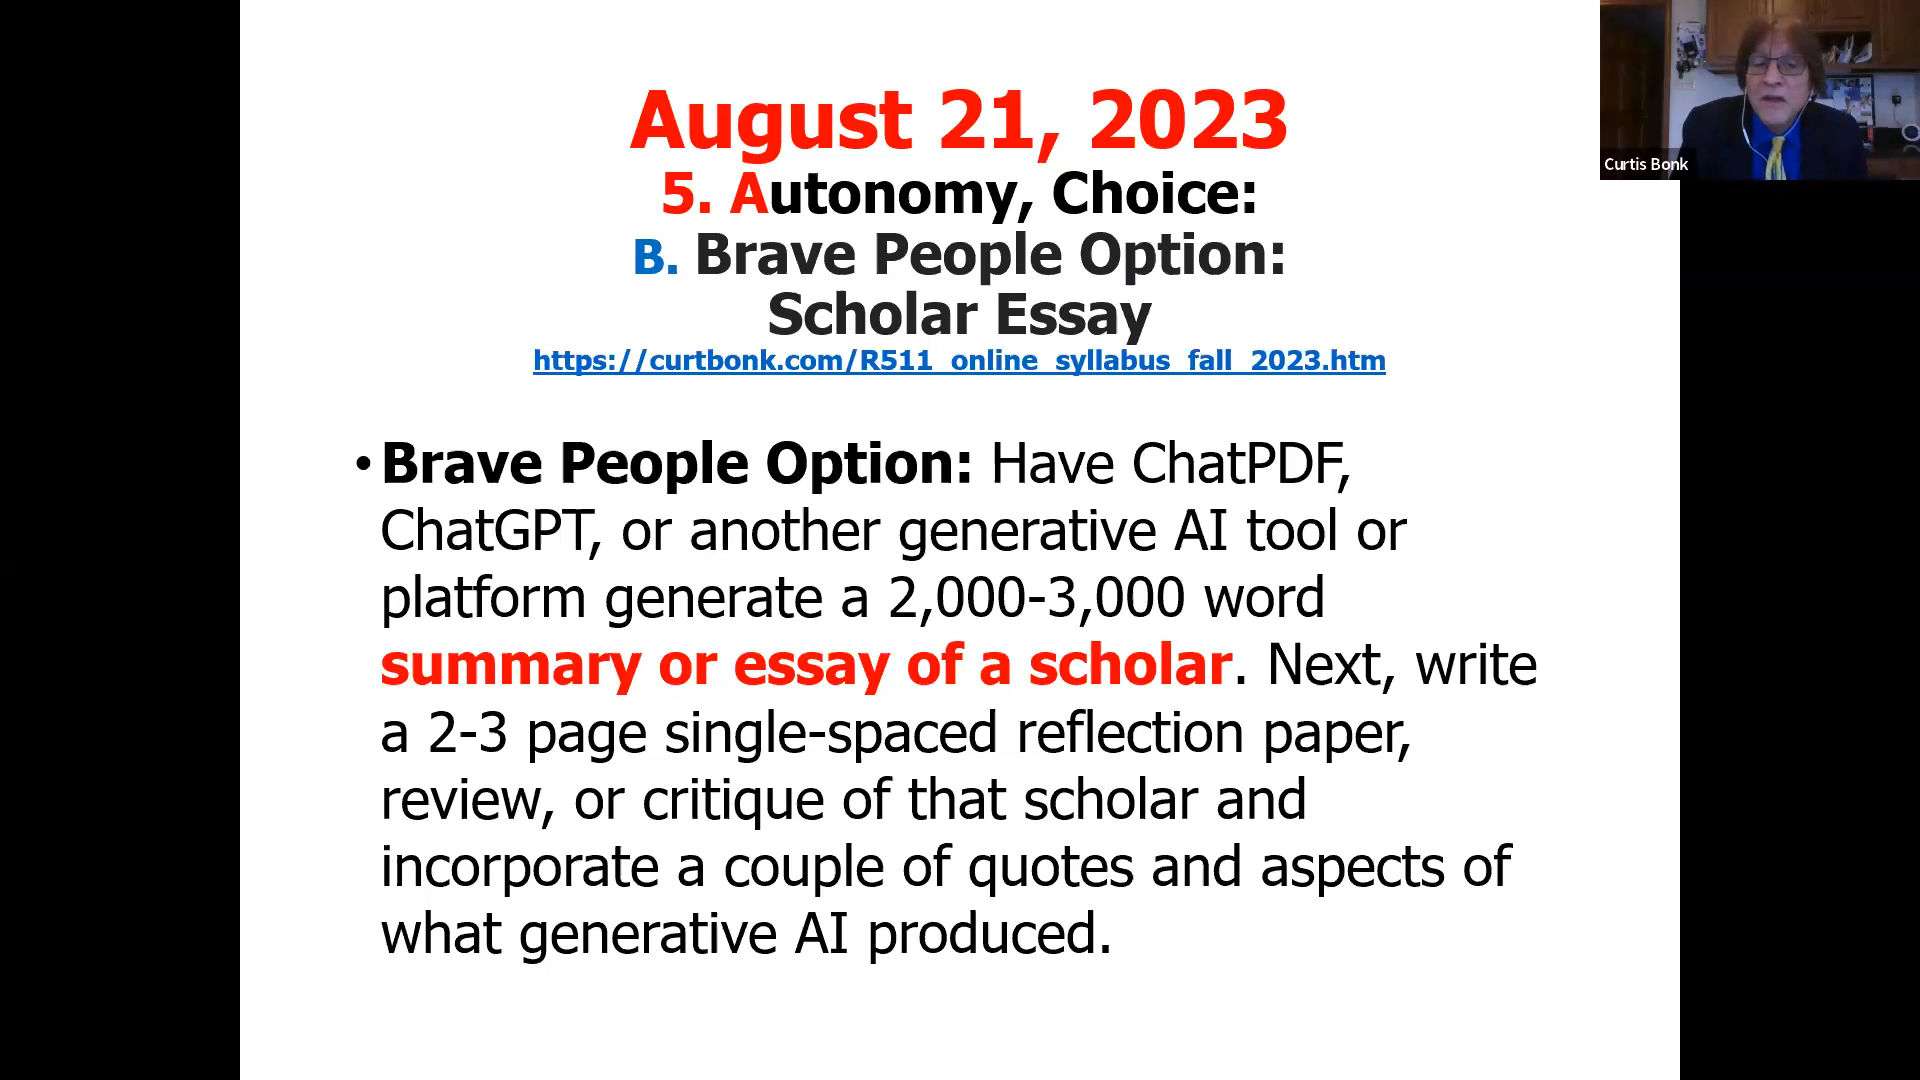 August 21, 2023
5. Autonomy, Choice:
B. Brave People Option:
Scholar Essay
https://curtbonk.com/R511_online_syllabus_fall_2023.htm
• Brave People Option: Have ChatPDF,
ChatGPT, or another generative AI tool or
platform generate a 2,000-3,000 word
summary or essay of a scholar. Next, write
a 2-3 page single-spaced reflection paper,
review, or critique of that scholar and
incorporate a couple of quotes and aspects of
what generative AI produced.
Curtis Bonk